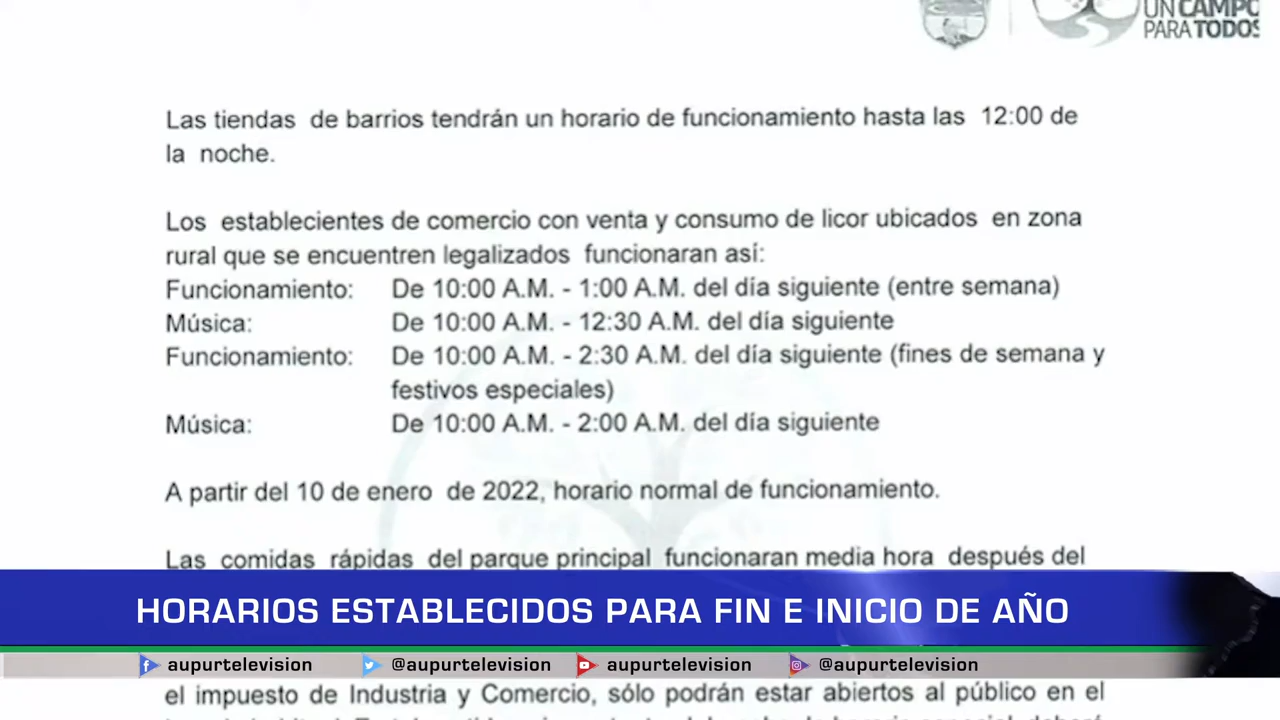 UN CAMPO
PARA TODOS
Las tiendas de barrios tendrán un horario de funcionamiento hasta las 12:00 de
la noche.
Los establecientes de comercio con venta y consumo de licor ubicados en zona
rural que se encuentren legalizados funcionaran así:
Funcionamiento: De 10:00 A.M. - 1:00 A.M. del día siguiente (entre semana)
Música: De 10:00 A.M. - 12:30 A.M. del día siguiente
Funcionamiento: De 10:00 A.M. - 2:30 A.M. del día siguiente (fines de semana y
festivos especiales)
Música: De 10:00 A.M. - 2:00 A.M. del día siguiente
A partir del 10 de enero de 2022, horario normal de funcionamiento.
Las comidas rápidas del parque principal funcionaran media hora después del
HORARIOS ESTABLECIDOS PARA FIN E INICIO DE AÑO
aupurtelevision @aupurtelevision aupurtelevision @aupurtelevision
el impuesto de Industria y Comercio, sólo podrán estar abiertos al público en el